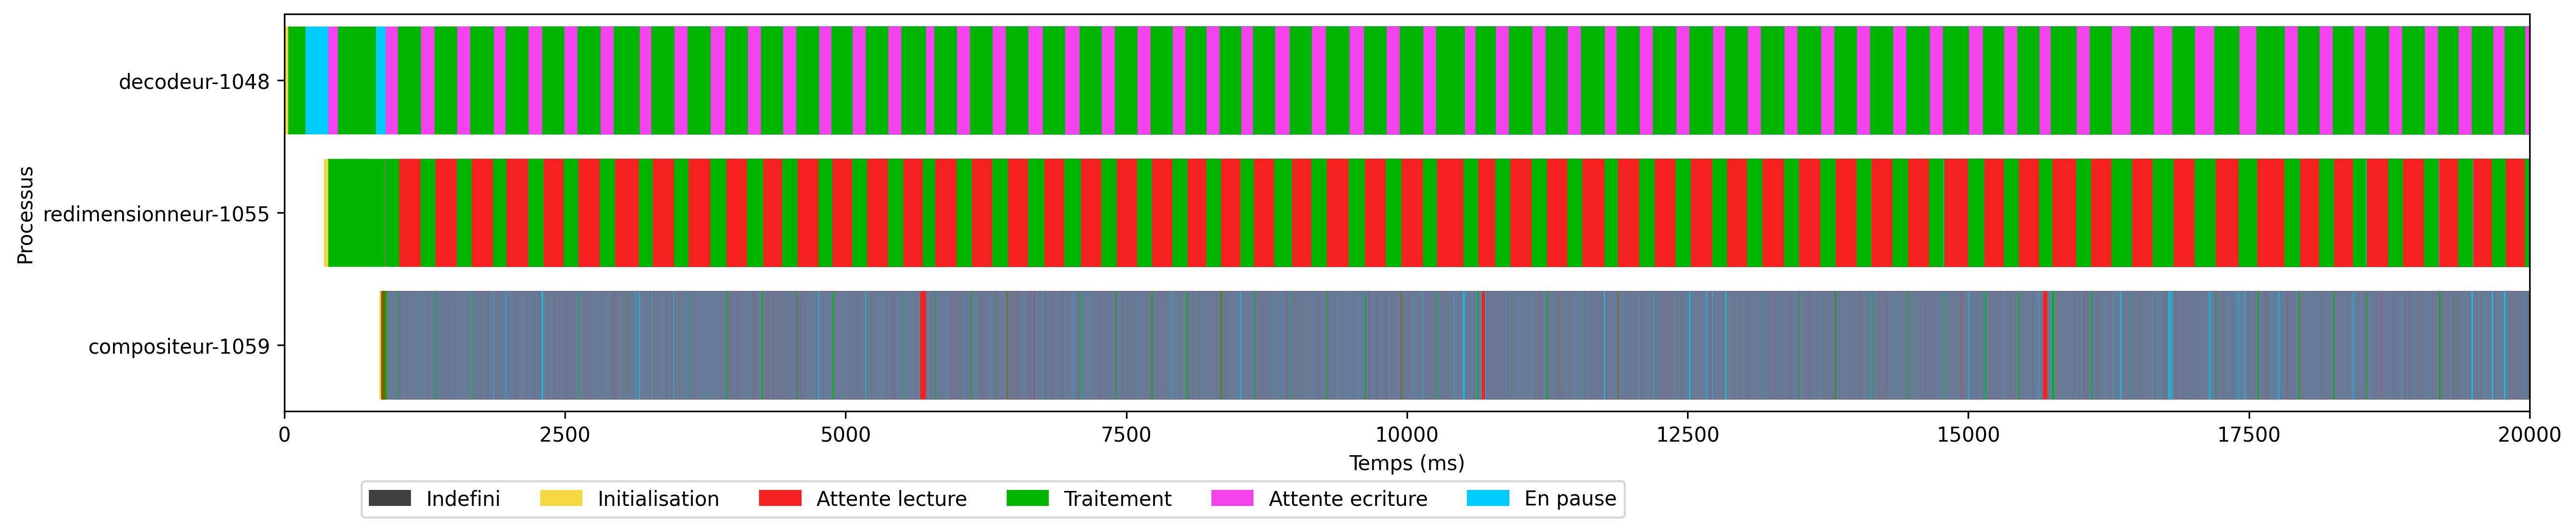 Processus
decodeur-1048
redimensionneur-1055
compositeur-1059
0 2500 5000 7500 10000 12500 15000 17500 20000
Temps (ms)
Indefini Initialisation Attente lecture Traitement Attente ecriture En pause